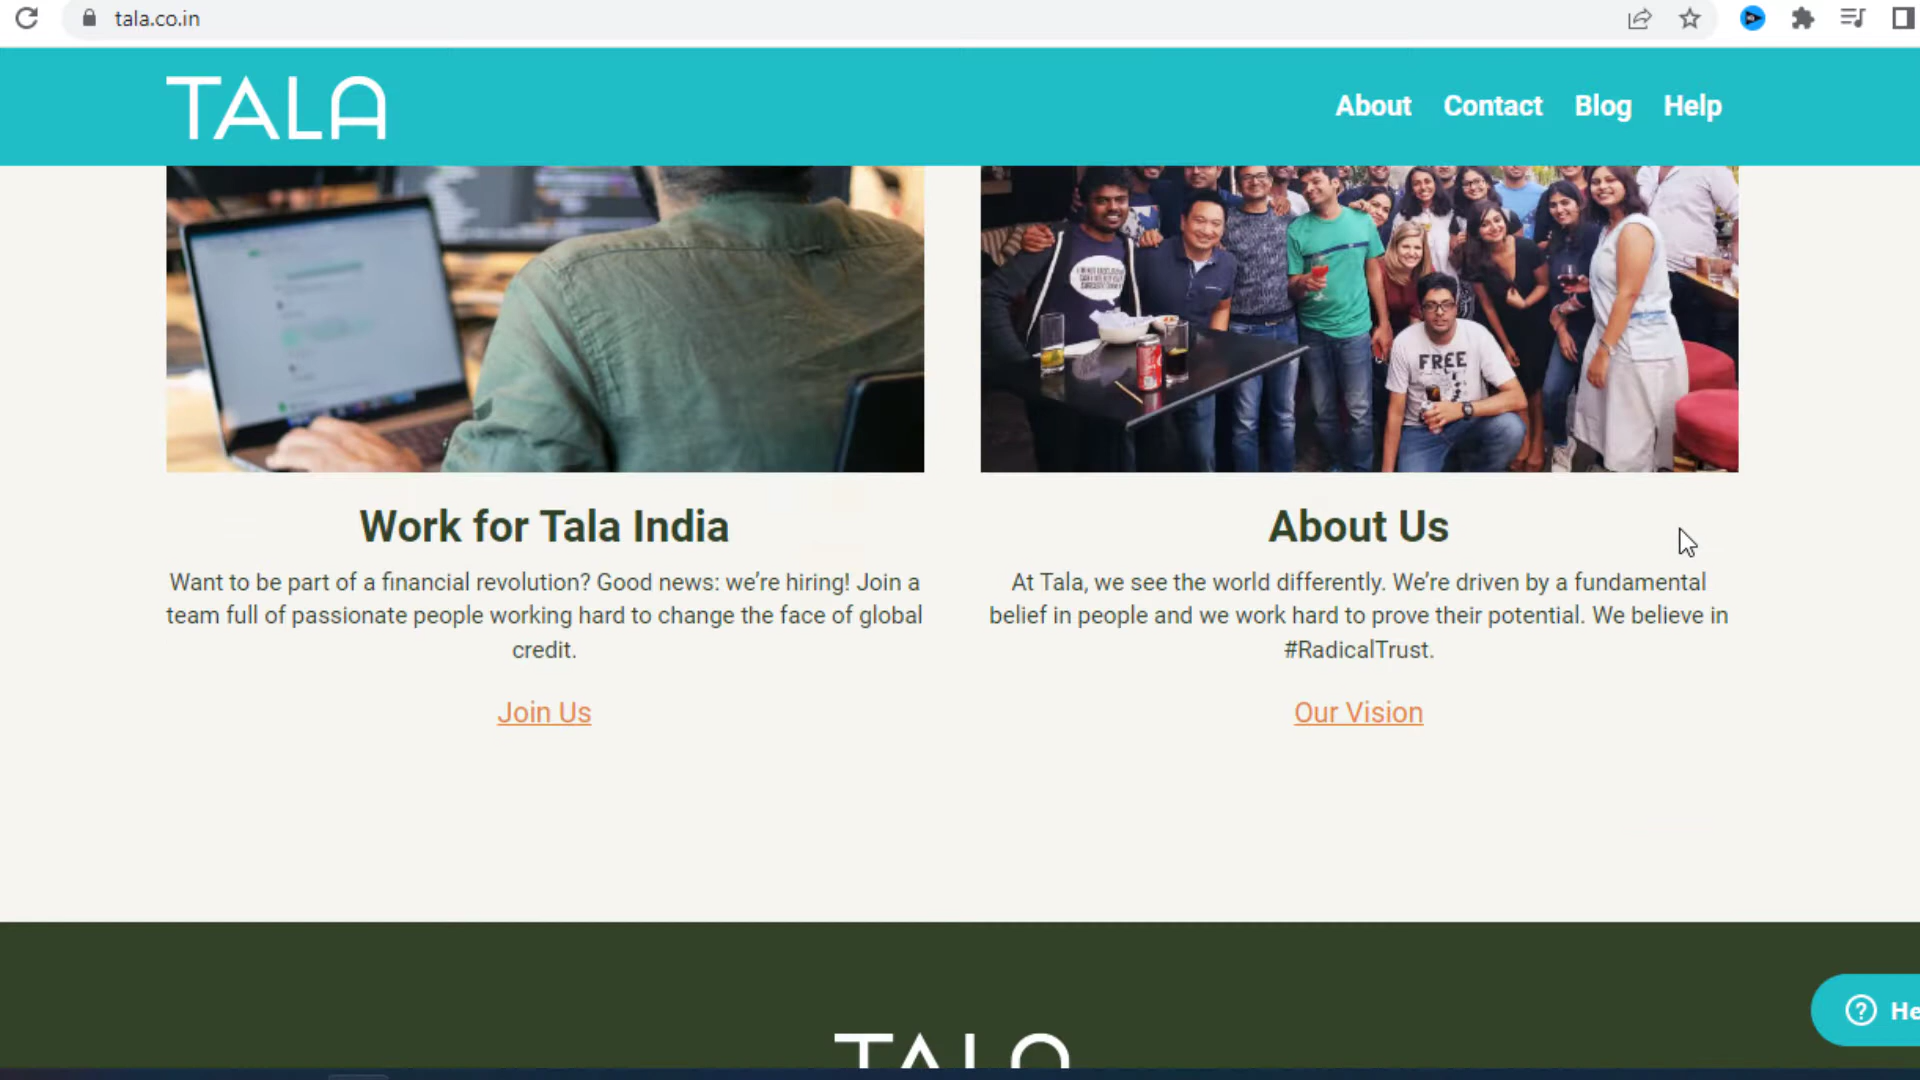 tala.co.in
TALA
About Contact Blog Help
FREE
Work for Tala India
Want to be part of a financial revolution? Good news: we’re hiring! Join a
team full of passionate people working hard to change the face of global
credit.
Join Us
About Us
At Tala, we see the world differently. We’re driven by a fundamental
belief in people and we work hard to prove their potential. We believe in
#RadicalTrust.
Our Vision
TALA